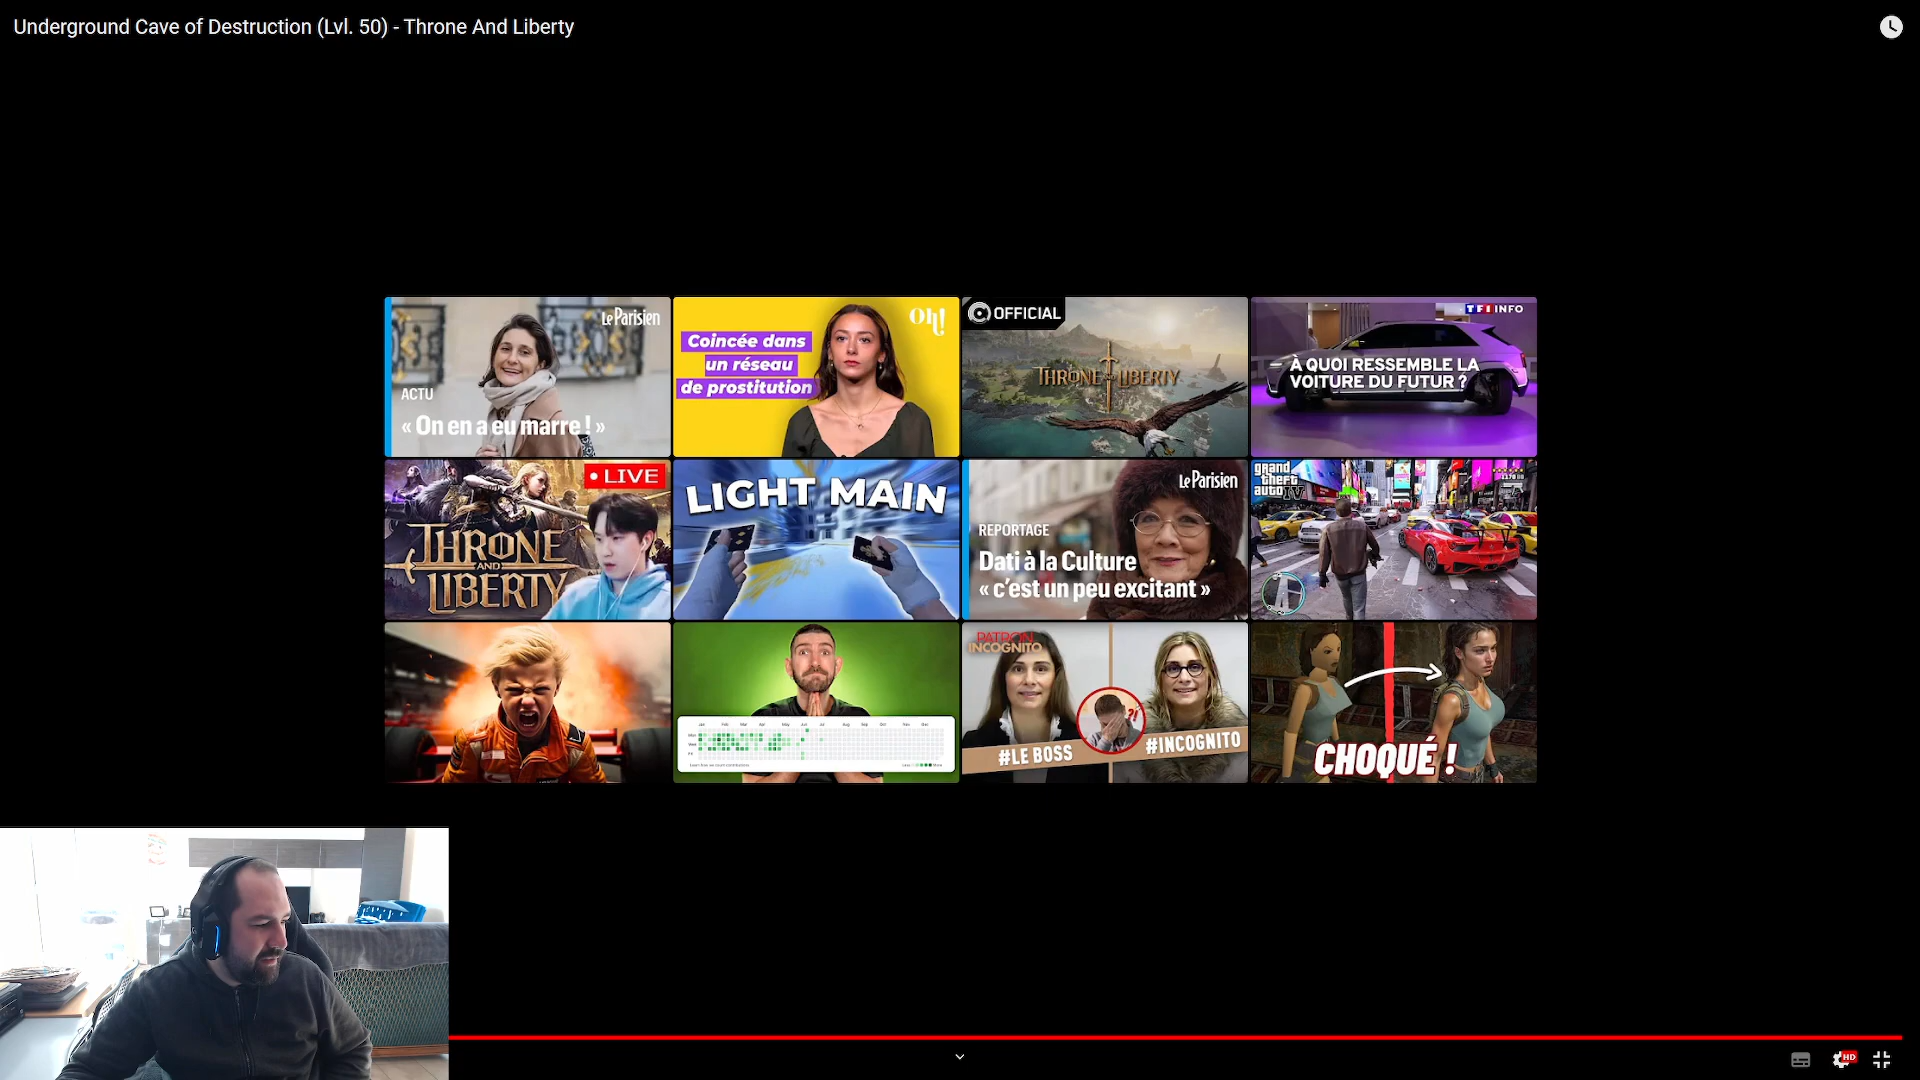 Underground Cave of Destruction (Lvl. 50) - Throne And Liberty
Le Parisien
ACTU
« On en a eu marre ! »
Oh!
Coincée dans
un réseau
de prostitution
OFFICIAL
THRONE AND LIBERTY
TF1 INFO
À QUOI RESSEMBLE LA
VOITURE DU FUTUR ?
LIVE
THRONE
AND
LIBERTY
LIGHT MAIN
Le Parisien
REPORTAGE
Dati à la Culture
« c'est un peu excitant »
grand
theft
auto IV
PATRON
INCOGNITO
?!
#LE BOSS
#INCOGNITO
CHOQUÉ !
HD